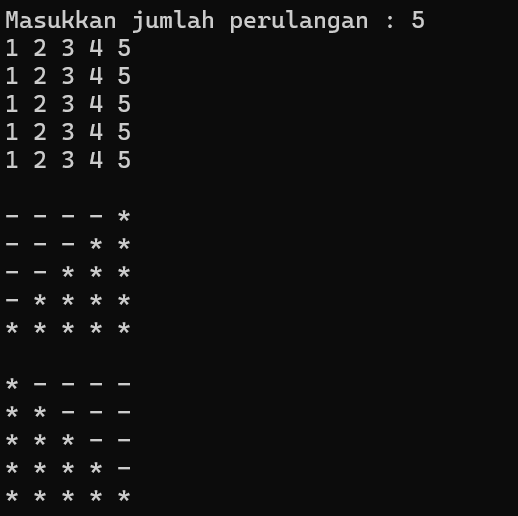 Masukkan jumlah perulangan : 5
1 2 3 4 5
1 2 3 4 5
1 2 3 4 5
1 2 3 4 5
1 2 3 4 5
- - - - *
- - - * *
- - * * *
- * * * *
* * * * *
* - - - -
* * - - -
* * * - -
* * * * -
* * * * *